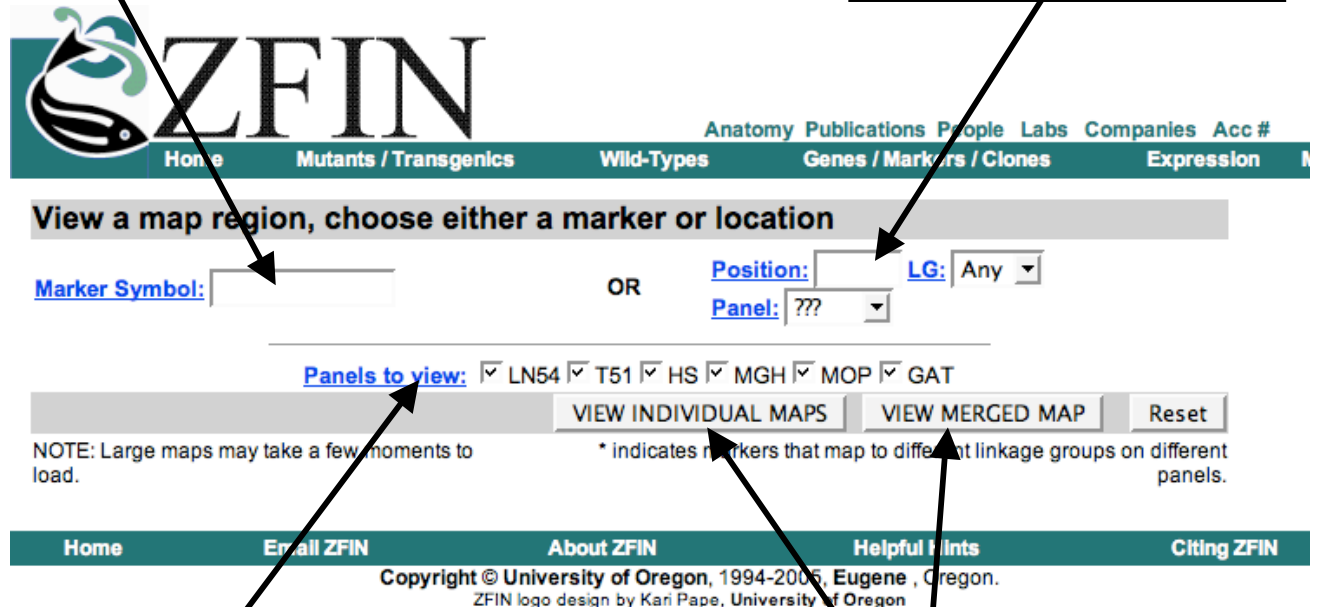 ZFIN
Anatomy Publications People Labs Companies Acc #
Home Mutants / Transgenics Wild-Types Genes / Markers / Clones Expression
View a map region, choose either a marker or location
Marker Symbol: OR Position: LG: Any
Panel: ???
Panels to view: LN54 T51 HS MGH MOP GAT
VIEW INDIVIDUAL MAPS VIEW MERGED MAP Reset
NOTE: Large maps may take a few moments to load.
* indicates markers that map to different linkage groups on different panels.
Home Email ZFIN About ZFIN Helpful Hints Citing ZFIN
Copyright © University of Oregon, 1994-2005, Eugene , Oregon.
ZFIN logo design by Kari Pape, University of Oregon